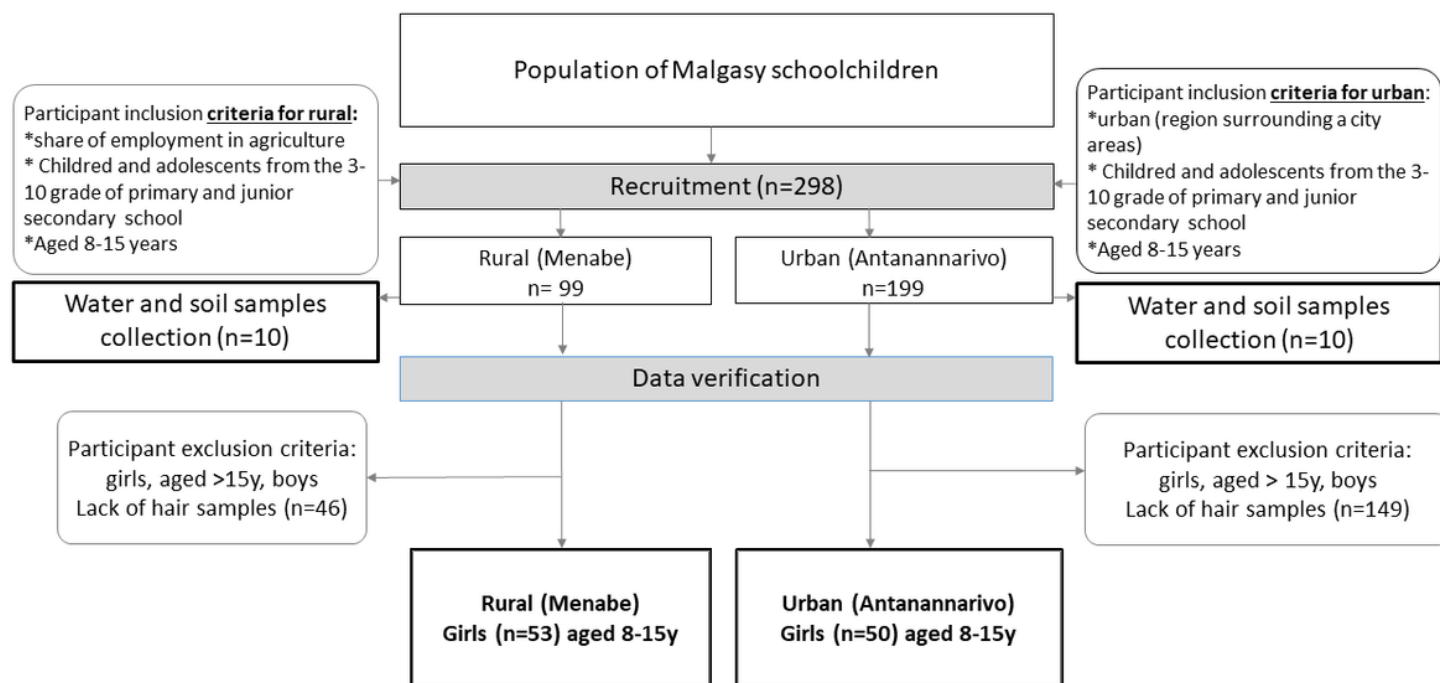 Population of Malgasy schoolchildren
Participant inclusion criteria for rural:
*share of employment in agriculture
* Childred and adolescents from the 3-
10 grade of primary and junior
secondary school
*Aged 8-15 years
Participant inclusion criteria for urban:
*urban (region surrounding a city
areas)
* Childred and adolescents from the 3-
10 grade of primary and junior
secondary school
*Aged 8-15 years
Recruitment (n=298)
Rural (Menabe)
n= 99
Urban (Antanannarivo)
n=199
Water and soil samples
collection (n=10)
Water and soil samples
collection (n=10)
Data verification
Participant exclusion criteria:
girls, aged >15y, boys
Lack of hair samples (n=46)
Participant exclusion criteria:
girls, aged > 15y, boys
Lack of hair samples (n=149)
Rural (Menabe)
Girls (n=53) aged 8-15y
Urban (Antanannarivo)
Girls (n=50) aged 8-15y